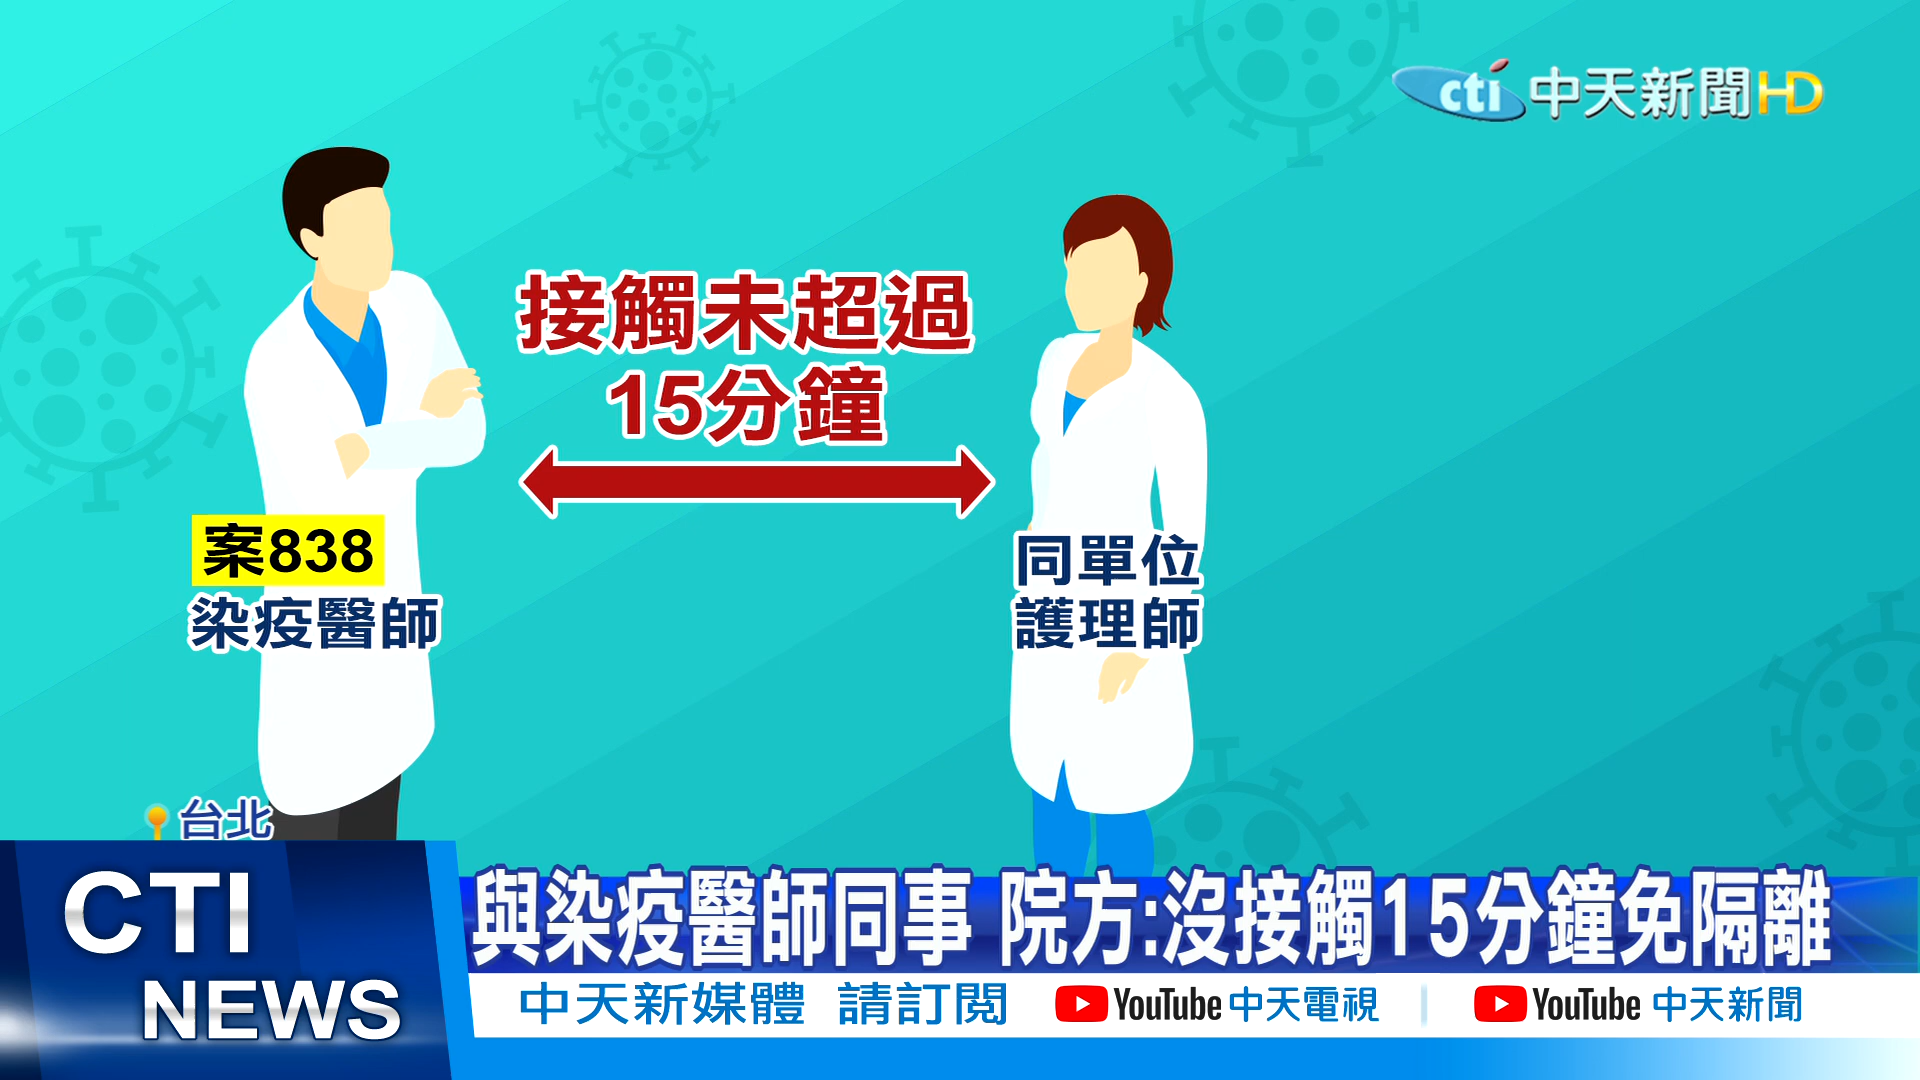 cti 中天新聞HD
接觸未超過
15分鐘
案838
染疫醫師
同單位
護理師
台北
CTI
NEWS
與染疫醫師同事 院方:沒接觸15分鐘免隔離
中天新媒體 請訂閱 YouTube 中天電視 | YouTube 中天新聞